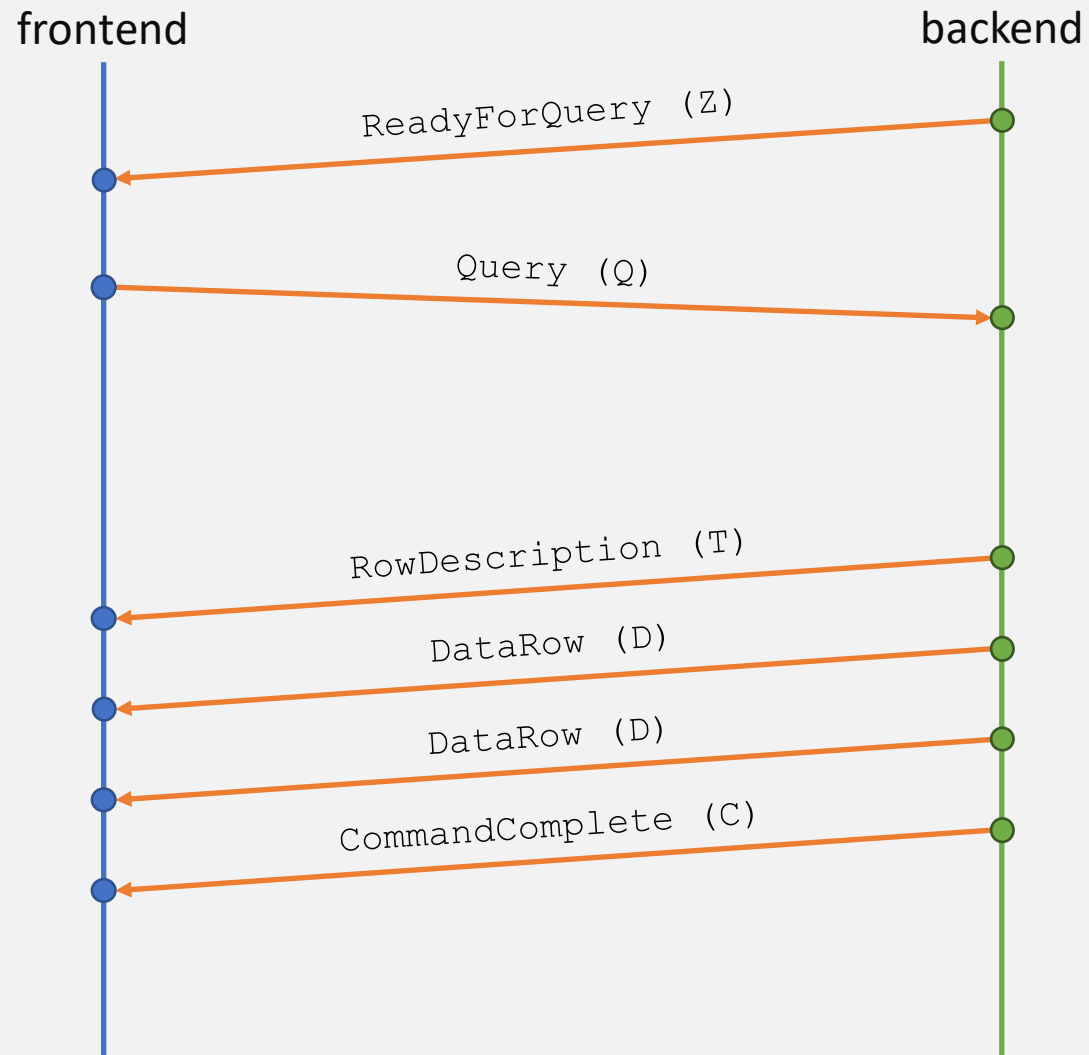 frontend
backend
ReadyForQuery (Z)
Query (Q)
RowDescription (T)
DataRow (D)
DataRow (D)
CommandComplete (C)